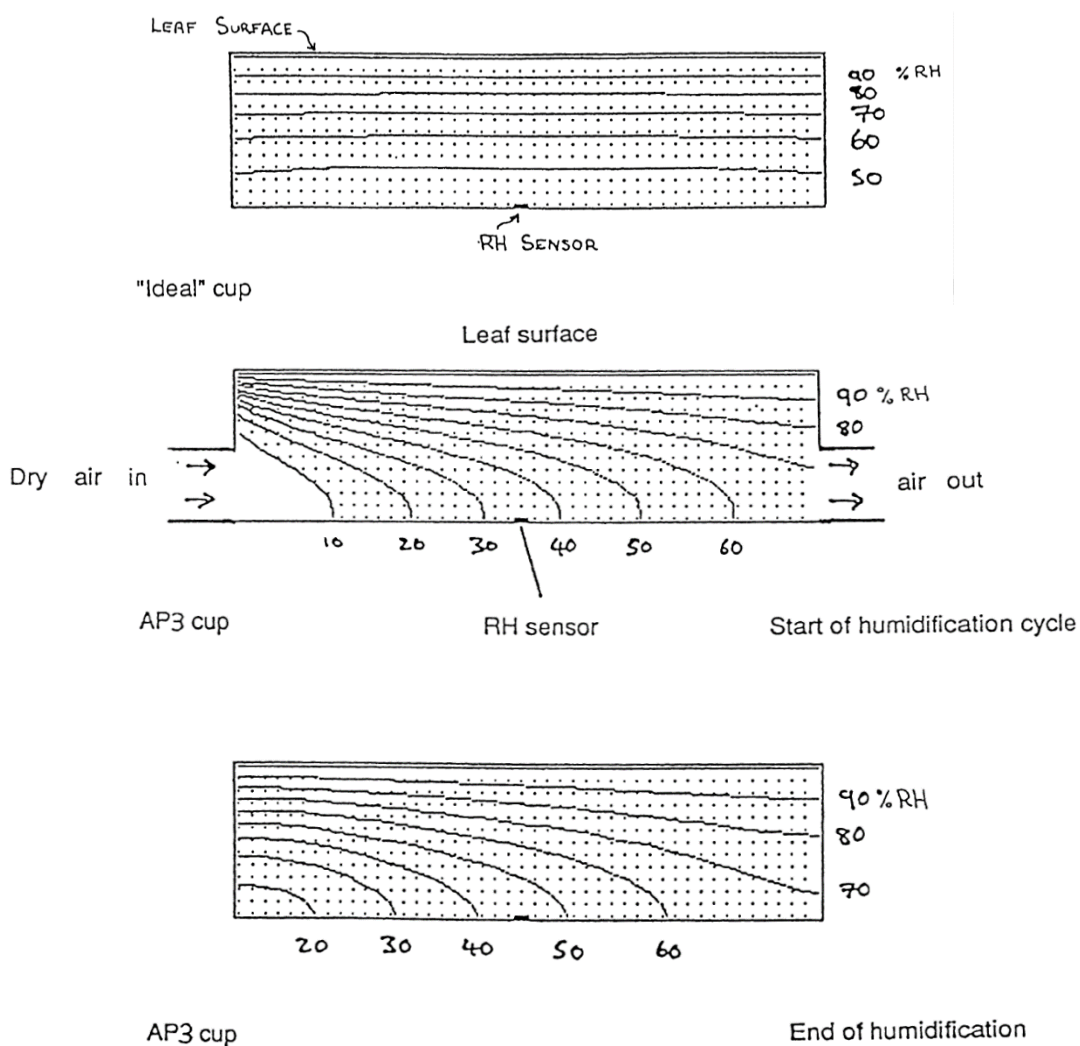 LEAF SURFACE
90 % RH
80
70
60
50
RH SENSOR
"Ideal" cup
Leaf surface
90 % RH
80
Dry air in
air out
10 20 30 40 50 60
AP3 cup RH sensor Start of humidification cycle
90 % RH
80
70
20 30 40 50 60
AP3 cup End of humidification